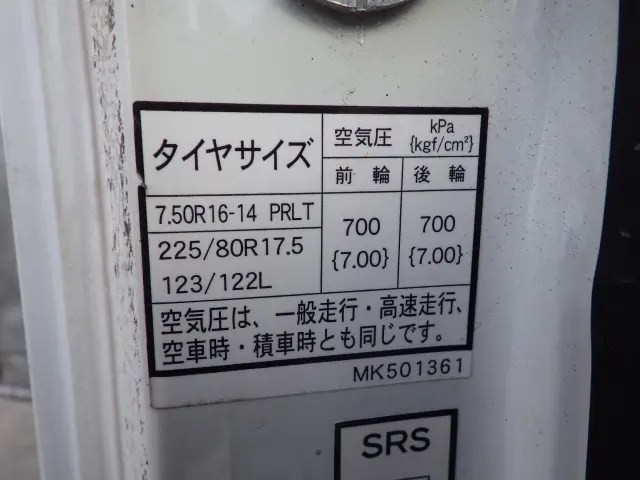 タイヤサイズ
空気圧 kPa
{kgf/cm²}
前輪 後輪
7.50R16-14 PRLT
225/80R17.5
123/122L
700 700
{7.00} {7.00}
空気圧は、一般走行・高速走行、
空車時・積車時とも同じです。
MK501361
SRS